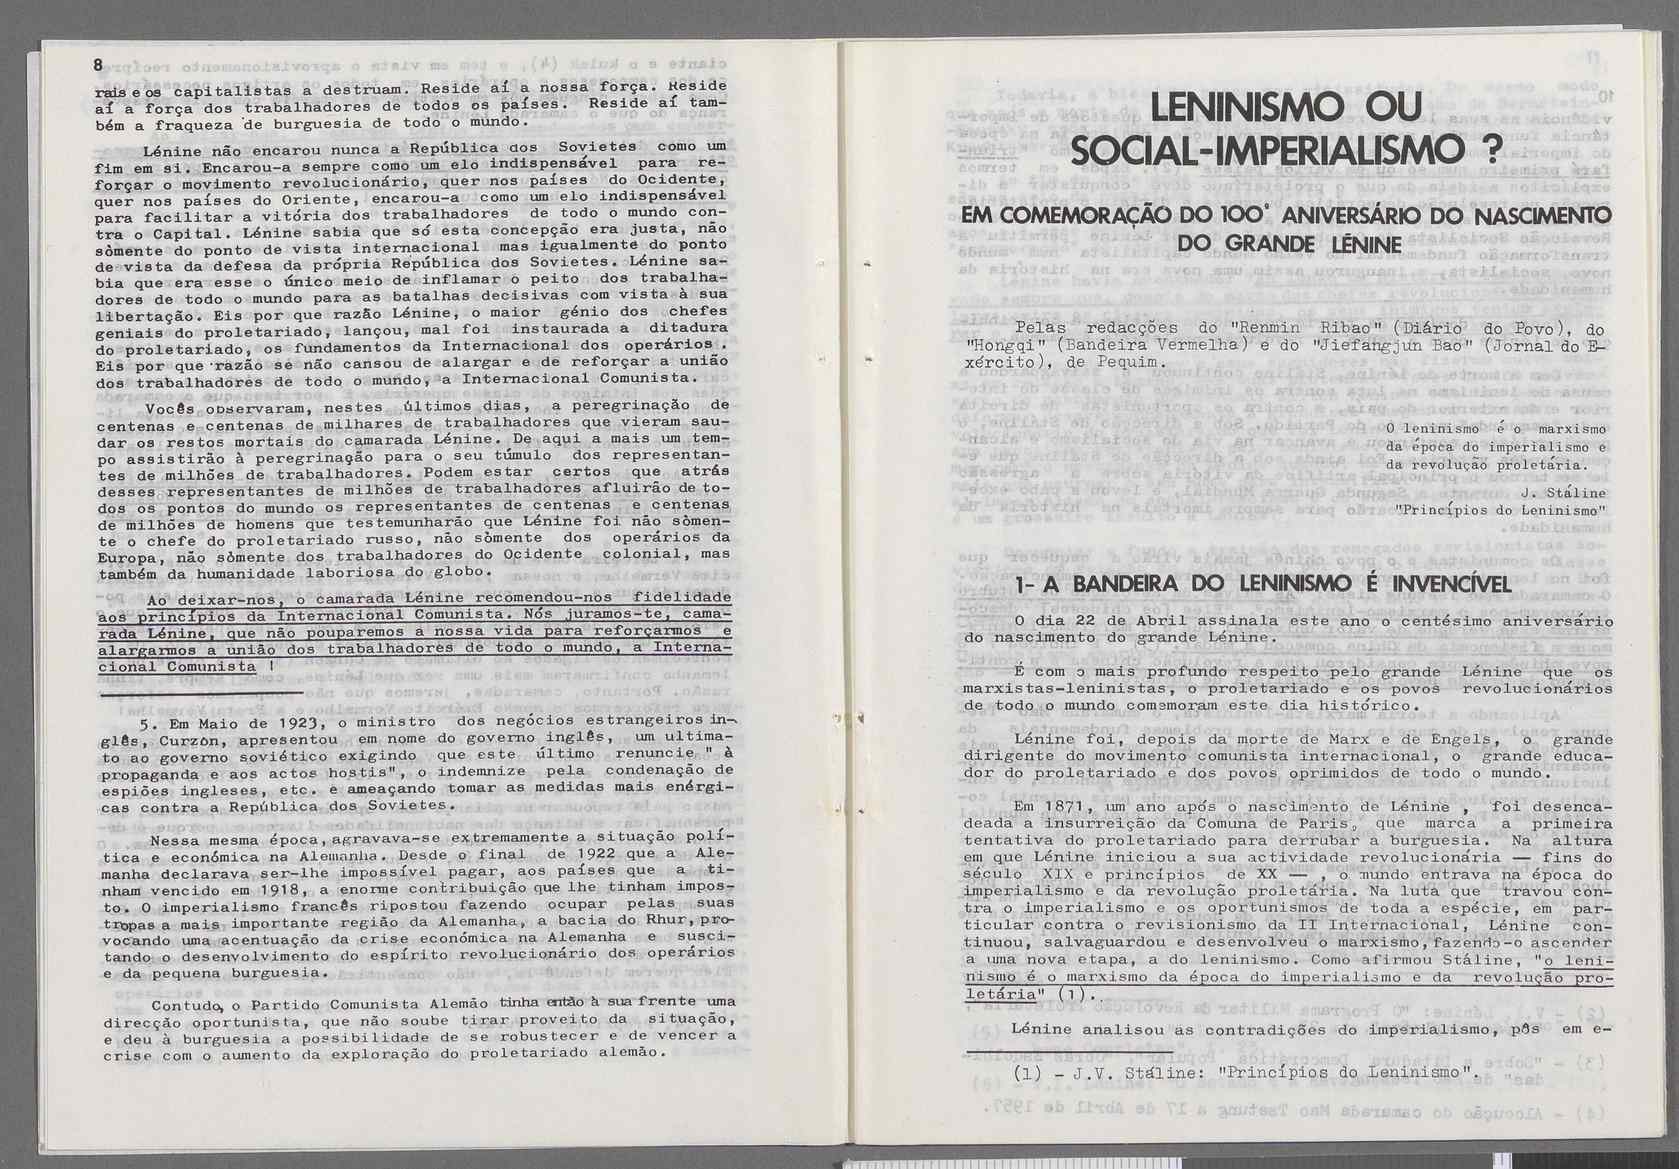 8
rais e os capitalistas a destruam. Reside aí a nossa força. Reside
aí a força dos trabalhadores de todos os países. Reside aí tam-
bém a fraqueza de burguesia de todo o mundo.
Lénine não encarou nunca a República dos Sovietes como um
fim em si. Encarou-a sempre como um elo indispensável para re-
forçar o movimento revolucionário, quer nos países do Ocidente,
quer nos países do Oriente, encarou-a como um elo indispensável
para facilitar a vitória dos trabalhadores de todo o mundo con-
tra o Capital. Lénine sabia que só esta concepção era justa, não
sòmente do ponto de vista internacional mas igualmente do ponto
de vista da defesa da própria República dos Sovietes. Lénine sa-
bia que era esse o único meio de inflamar o peito dos trabalha-
dores de todo o mundo para as batalhas decisivas com vista à sua
libertação. Eis por que razão Lénine, o maior génio dos chefes
geniais do proletariado, lançou, mal foi instaurada a ditadura
do proletariado, os fundamentos da Internacional dos operários.
Eis por que razão se não cansou de alargar e de reforçar a união
dos trabalhadores de todo o mundo, a Internacional Comunista.
Vocês observaram, nestes últimos dias, a peregrinação de
centenas e centenas de milhares de trabalhadores que vieram sau-
dar os restos mortais do camarada Lénine. De aqui a mais um tem-
po assistirão à peregrinação para o seu túmulo dos representan-
tes de milhões de trabalhadores. Podem estar certos que atrás
desses representantes de milhões de trabalhadores afluirão de to-
dos os pontos do mundo os representantes de centenas e centenas
de milhões de homens que testemunharão que Lénine foi não sòmen-
te o chefe do proletariado russo, não sòmente dos operários da
Europa, não sòmente dos trabalhadores do Ocidente colonial, mas
também da humanidade laboriosa do globo.
Ao deixar-nos, o camarada Lénine recomendou-nos fidelidade
aos princípios da Internacional Comunista. Nós juramos-te, cama-
rada Lénine, que não pouparemos a nossa vida para reforçarmos e
alargarmos a união dos trabalhadores de todo o mundo, a Interna-
cional Comunista !
5. Em Maio de 1923, o ministro dos negócios estrangeiros in-
glês, Curzon, apresentou em nome do governo inglês, um ultima-
to ao governo soviético exigindo que este último renuncie " à
propaganda e aos actos hostis", o indemnize pela condenação de
espiões ingleses, etc. e ameaçando tomar as medidas mais enérgi-
cas contra a República dos Sovietes.
Nessa mesma época, agravava-se extremamente a situação polí-
tica e económica na Alemanha. Desde o final de 1922 que a Ale-
manha declarava ser-lhe impossível pagar, aos países que a ti-
nham vencido em 1918, a enorme contribuição que lhe tinham impos-
to. O imperialismo francês ripostou fazendo ocupar pelas suas
tropas a mais importante região da Alemanha, a bacia do Rhur, pro-
vocando uma acentuação da crise económica na Alemanha e susci-
tando o desenvolvimento do espírito revolucionário dos operários
e da pequena burguesia.
Contudo, o Partido Comunista Alemão tinha então à sua frente uma
direcção oportunista, que não soube tirar proveito da situação,
e deu à burguesia a possibilidade de se robustecer e de vencer a
crise com o aumento da exploração do proletariado alemão.
LENINISMO OU
SOCIAL-IMPERIALISMO ?
EM COMEMORAÇÃO DO 100º ANIVERSÁRIO DO NASCIMENTO
DO GRANDE LÉNINE
Pelas redacções do "Renmin Ribao" (Diário do Povo), do
"Hongqi" (Bandeira Vermelha) e do "Jiefangjun Bao" (Jornal do E-
xército), de Pequim.
O leninismo é o marxismo
da época do imperialismo e
da revolução proletária.
J. Stáline
"Princípios do Leninismo"
1- A BANDEIRA DO LENINISMO É INVENCÍVEL
O dia 22 de Abril assinala este ano o centésimo aniversário
do nascimento do grande Lénine.
É com o mais profundo respeito pelo grande Lénine que os
marxistas-leninistas, o proletariado e os povos revolucionários
de todo o mundo comemoram este dia histórico.
Lénine foi, depois da morte de Marx e de Engels, o grande
dirigente do movimento comunista internacional, o grande educa-
dor do proletariado e dos povos oprimidos de todo o mundo.
Em 1871, um ano após o nascimento de Lénine , foi desenca-
deada a insurreição da Comuna de Paris, que marca a primeira
tentativa do proletariado para derrubar a burguesia. Na altura
em que Lénine iniciou a sua actividade revolucionária — fins do
século XIX e princípios de XX — , o mundo entrava na época do
imperialismo e da revolução proletária. Na luta que travou con-
tra o imperialismo e os oportunismos de toda a espécie, em par-
ticular contra o revisionismo da II Internacional, Lénine con-
tinuou, salvaguardou e desenvolveu o marxismo, fazendo-o ascender
a uma nova etapa, a do leninismo. Como afirmou Stáline, "o leni-
nismo é o marxismo da época do imperialismo e da revolução pro-
letária" (1).
Lénine analisou as contradições do imperialismo, pôs em e-
(1) - J.V. Stáline: "Princípios do Leninismo".